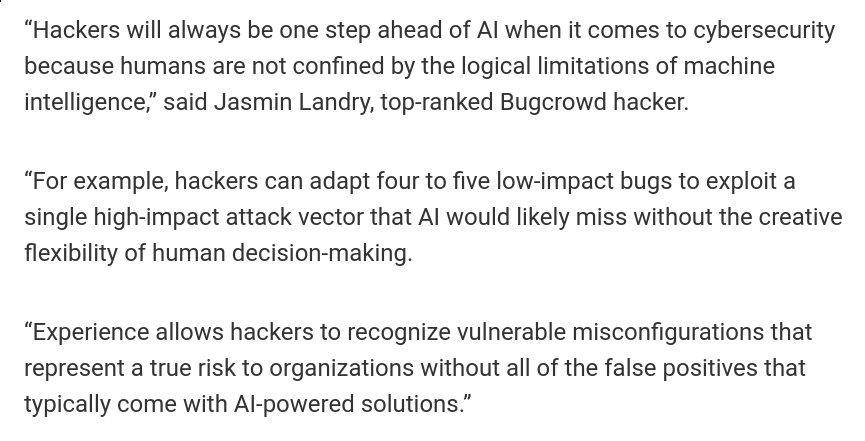 “Hackers will always be one step ahead of AI when it comes to cybersecurity
because humans are not confined by the logical limitations of machine
intelligence,” said Jasmin Landry, top-ranked Bugcrowd hacker.
“For example, hackers can adapt four to five low-impact bugs to exploit a
single high-impact attack vector that AI would likely miss without the creative
flexibility of human decision-making.
“Experience allows hackers to recognize vulnerable misconfigurations that
represent a true risk to organizations without all of the false positives that
typically come with AI-powered solutions.”